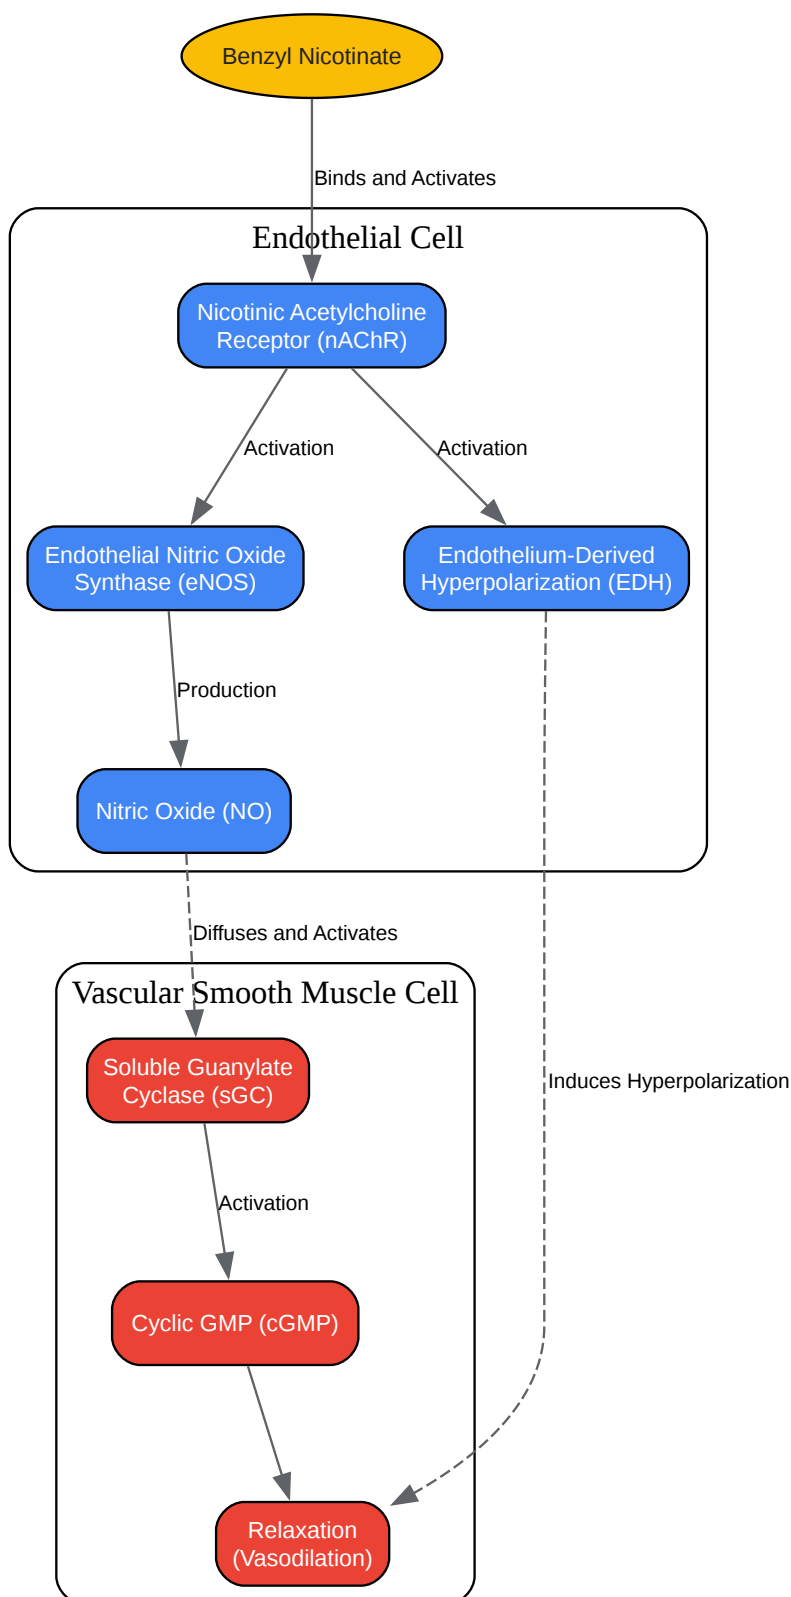 Benzyl Nicotinate
Binds and Activates
Endothelial Cell
Nicotinic Acetylcholine
Receptor (nAChR)
Activation
Activation
Endothelial Nitric Oxide
Synthase (eNOS)
Endothelium-Derived
Hyperpolarization (EDH)
Production
Nitric Oxide (NO)
Diffuses and Activates
Vascular Smooth Muscle Cell
Soluble Guanylate
Cyclase (sGC)
Induces Hyperpolarization
Activation
Cyclic GMP (cGMP)
Relaxation
(Vasodilation)